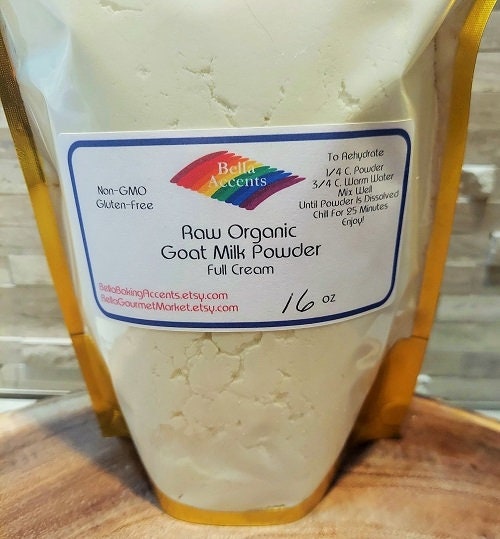 Bella
Accents
Non-GMO
Gluten-Free
To Rehydrate
1/4 C. Powder
3/4 C. Warm Water
Mix Well
Until Powder Is Dissolved
Chill For 25 Minutes
Enjoy!
Raw Organic
Goat Milk Powder
Full Cream
BellaBakingAccents.etsy.com
BellaGourmetMarket.etsy.com
16 oz